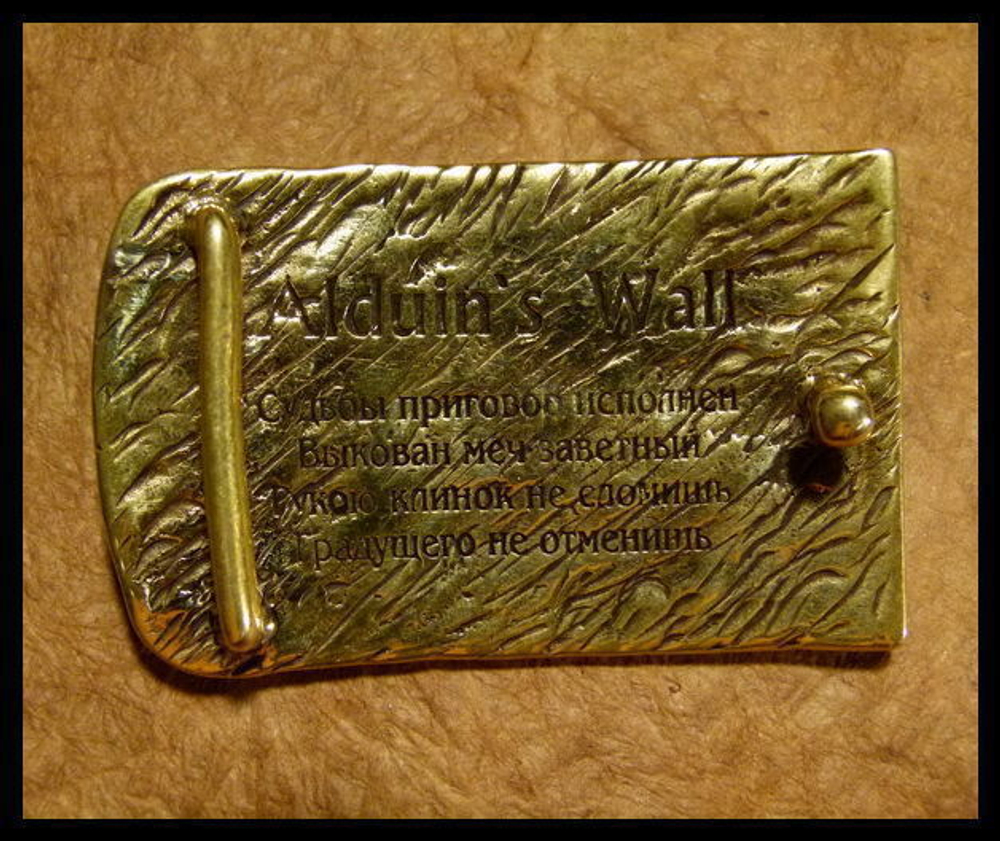 Alduin's Wall
Судьбы приговор исполнен
Выкован меч заветный
Рукою клинок не сломишь
Грядущего не отменишь